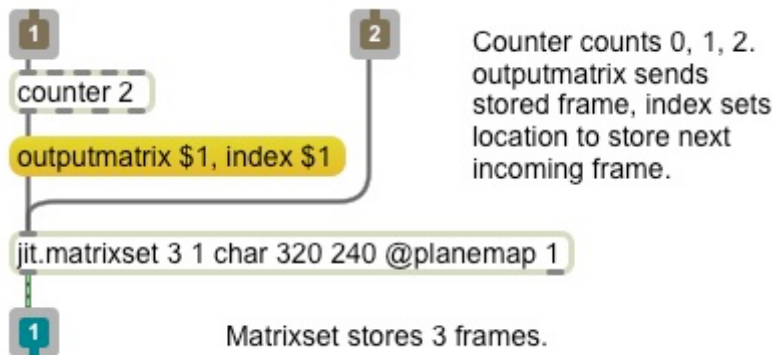 1
2
Counter counts 0, 1, 2.
outputmatrix sends
stored frame, index sets
location to store next
incoming frame.
counter 2
outputmatrix $1, index $1
jit.matrixset 3 1 char 320 240 @planemap 1
1
Matrixset stores 3 frames.